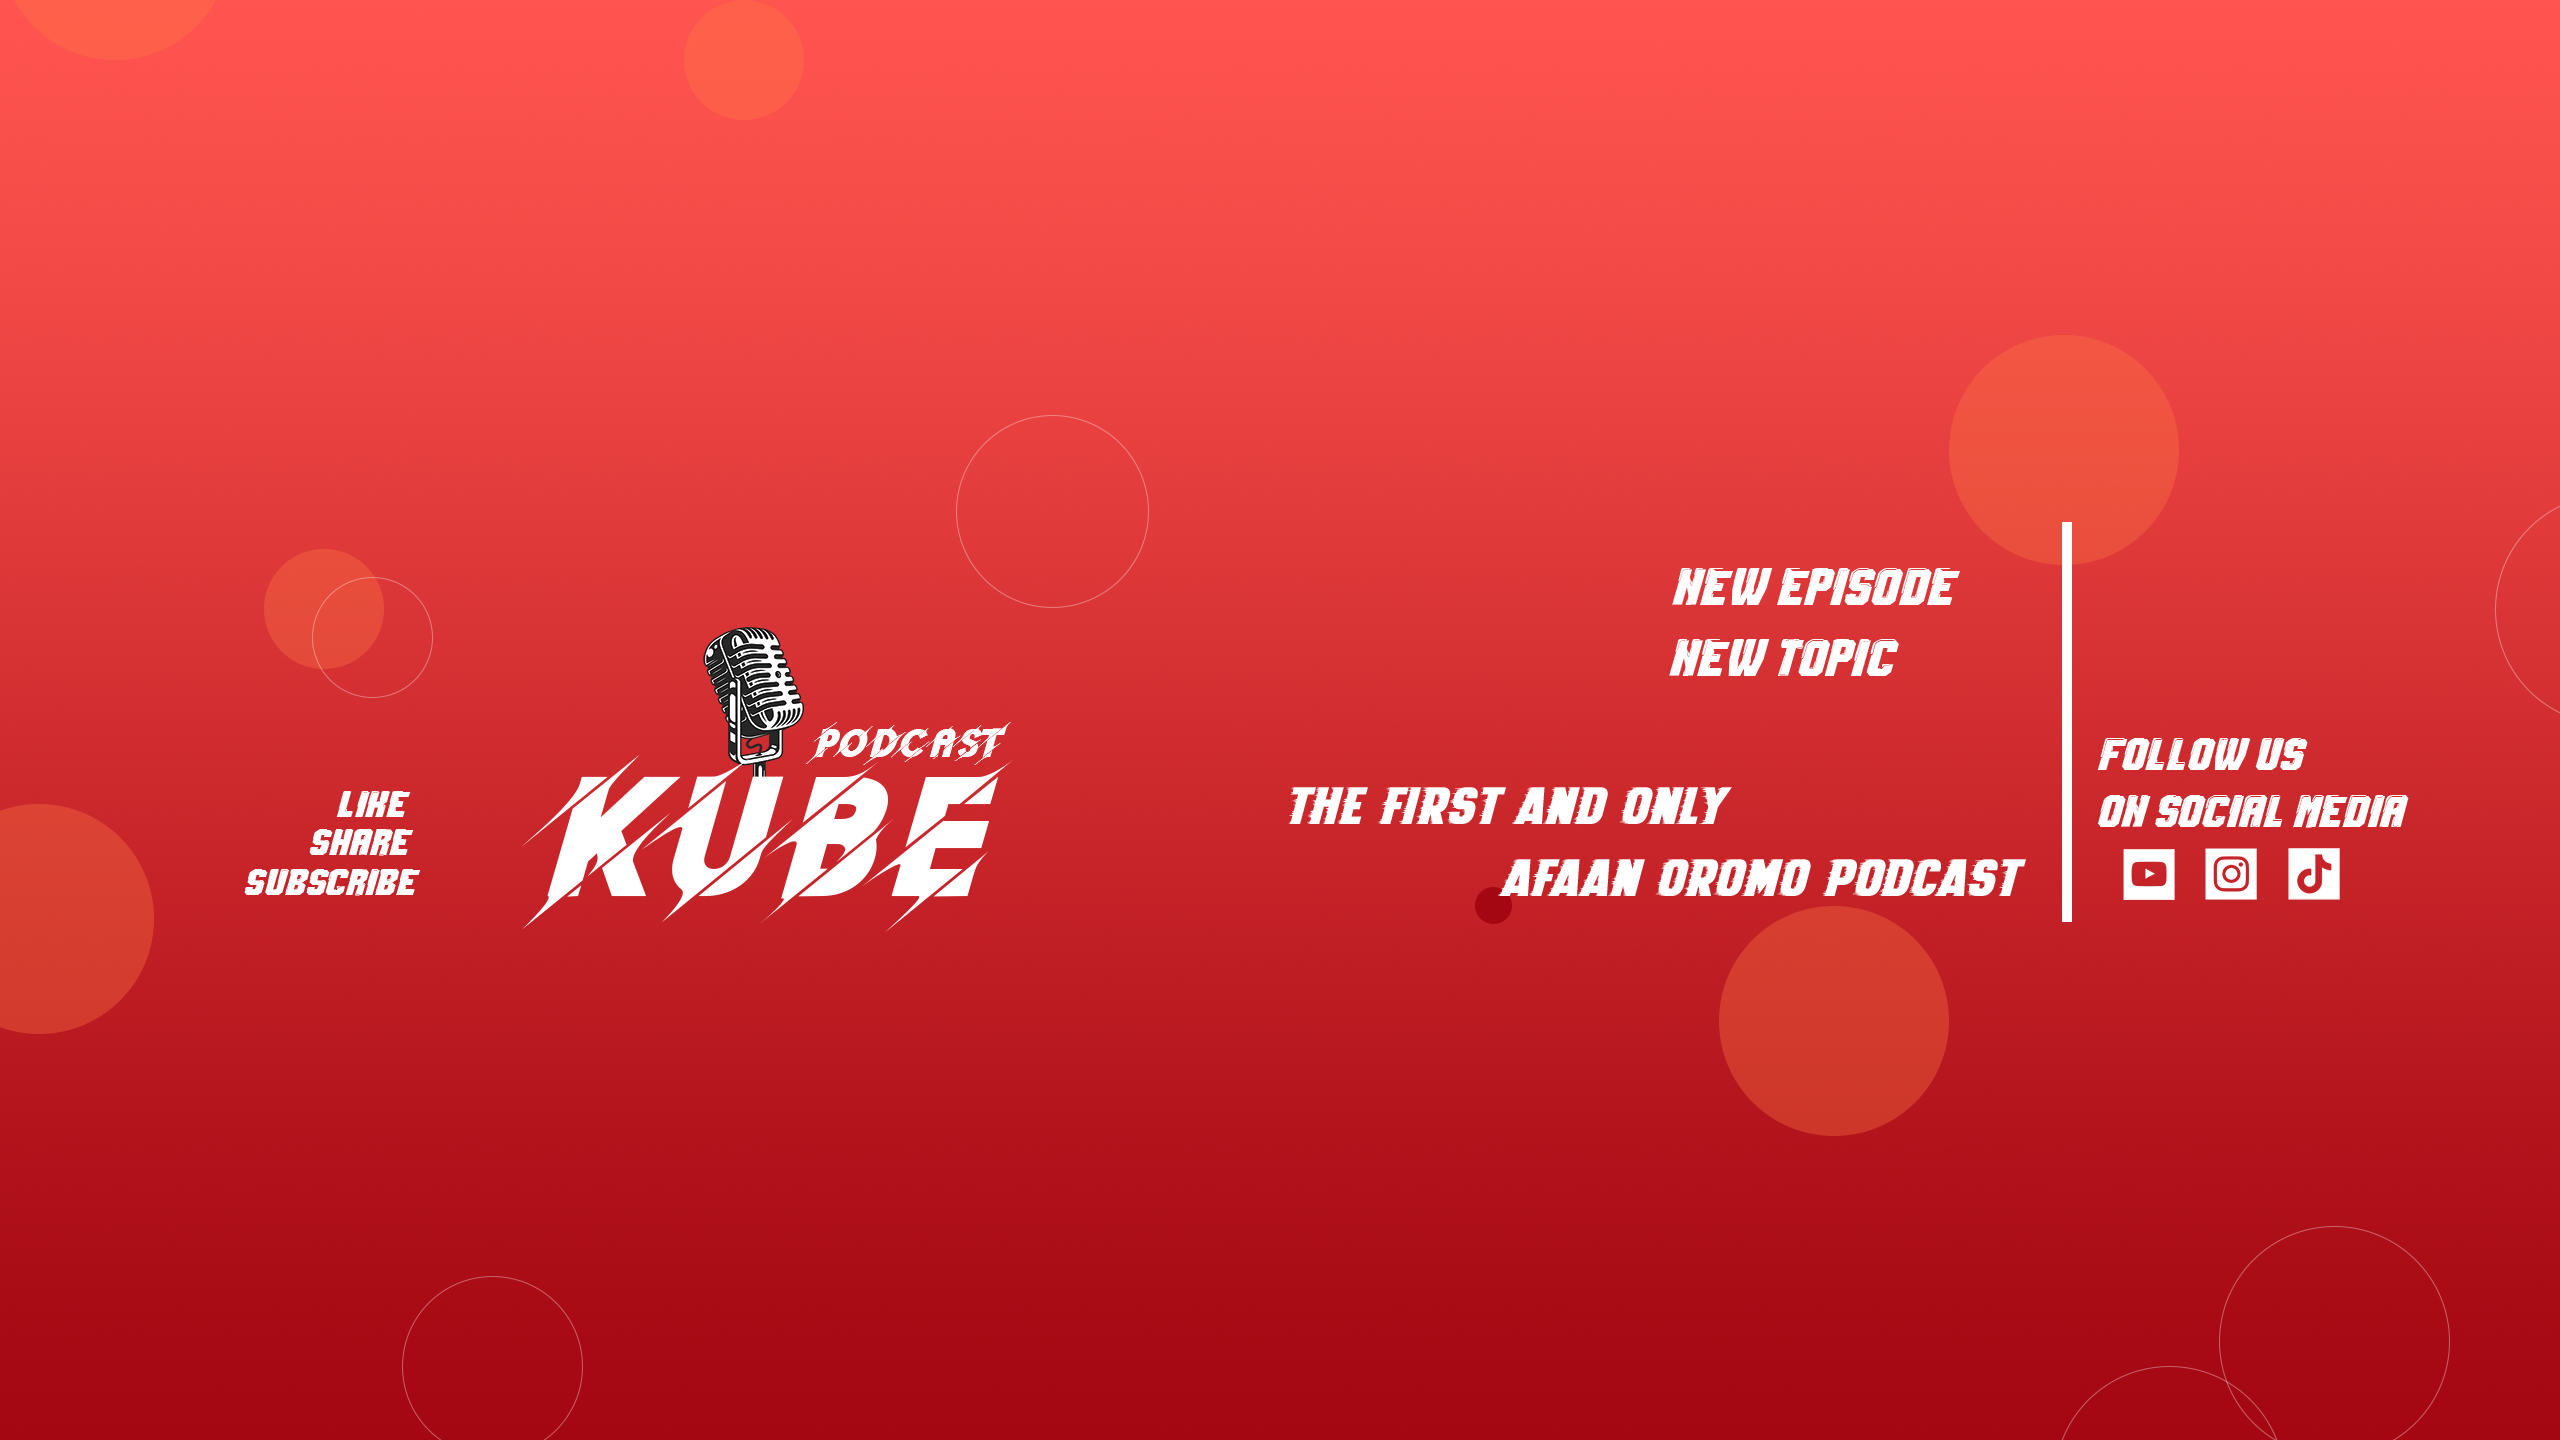 LIKE
SHARE
SUBSCRIBE
PODCAST
KUBE
NEW EPISODE
NEW TOPIC
THE FIRST AND ONLY
AFAAN OROMO PODCAST
FOLLOW US
ON SOCIAL MEDIA